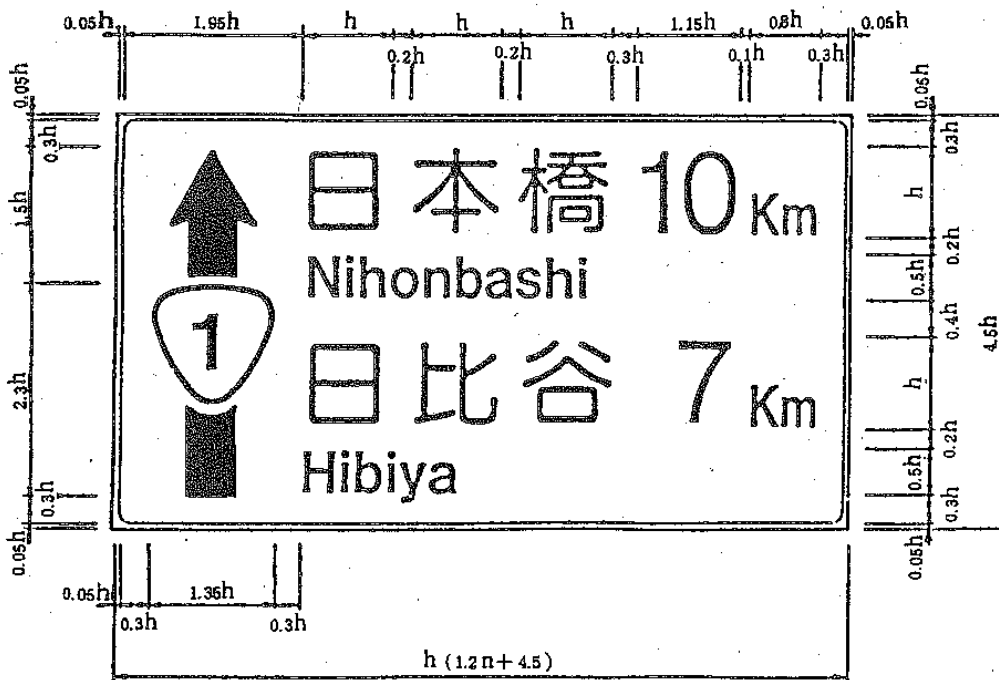 0.05h 1.95h h h h 1.15h 0.8h 0.05h
0.2h 0.2h 0.3h 0.1h 0.3h
0.05h
0.3h
1.5h
2.3h
0.3h
0.05h
日本橋 10 Km
Nihonbashi
1
日比谷 7 Km
Hibiya
0.05h
0.3h
h
0.2h
0.5h
0.4h
h
0.2h
0.5h
0.3h
0.05h
4.5h
0.05h 1.35h
0.3h 0.3h
h (1.2n+4.5)